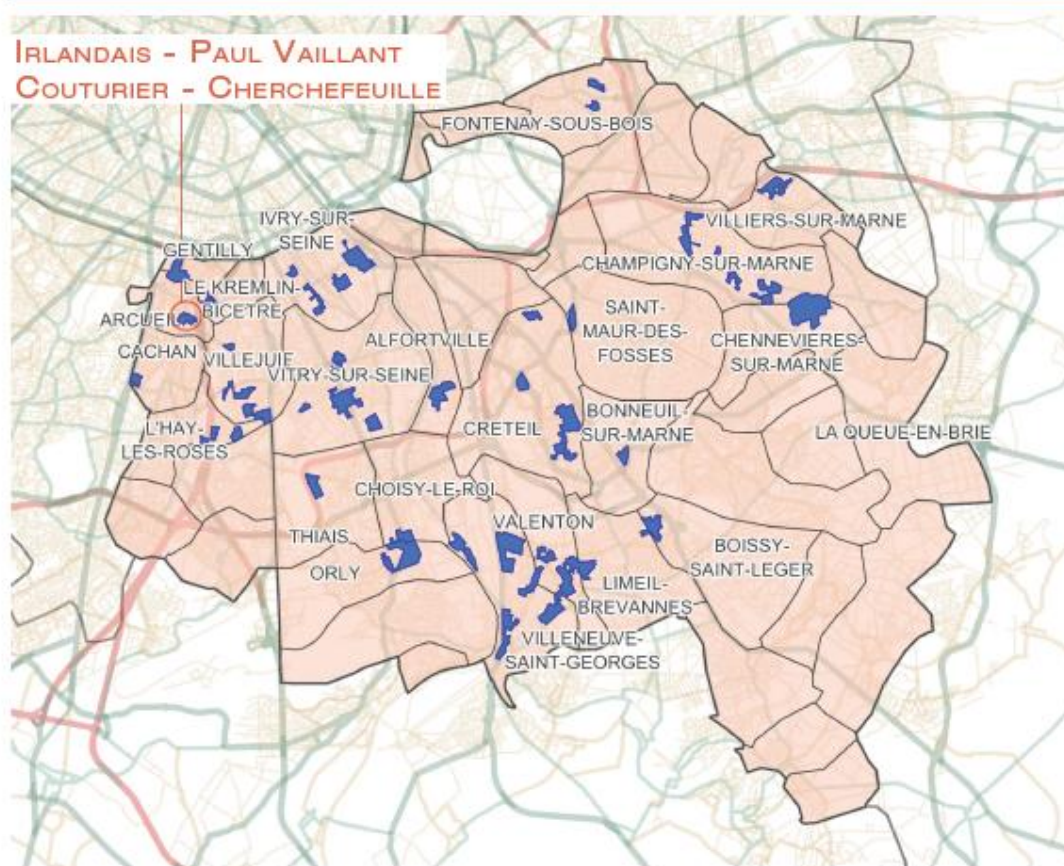 IRLANDAIS - PAUL VAILLANT
COUTURIER - CHERCHEFEUILLE
FONTENAY-SOUS-BOIS
IVRY-SUR-
SEINE
VILLIERS-SUR-MARNE
GENTILLY
CHAMPIGNY-SUR-MARNE
LE KREMLIN-
BICETRE
ARCUEIL
SAINT-
MAUR-DES-
FOSSES
ALFORTVILLE
CHENNEVIERES-
SUR-MARNE
CACHAN
VILLEJUIF
VITRY-SUR-SEINE
L'HAY-
LES-ROSES
CRETEIL
BONNEUIL-
SUR-MARNE
LA QUEUE-EN-BRIE
CHOISY-LE-ROI
THIAIS
VALENTON
ORLY
BOISSY-
SAINT-LEGER
LIMEIL-
BREVANNES
VILLENEUVE-
SAINT-GEORGES